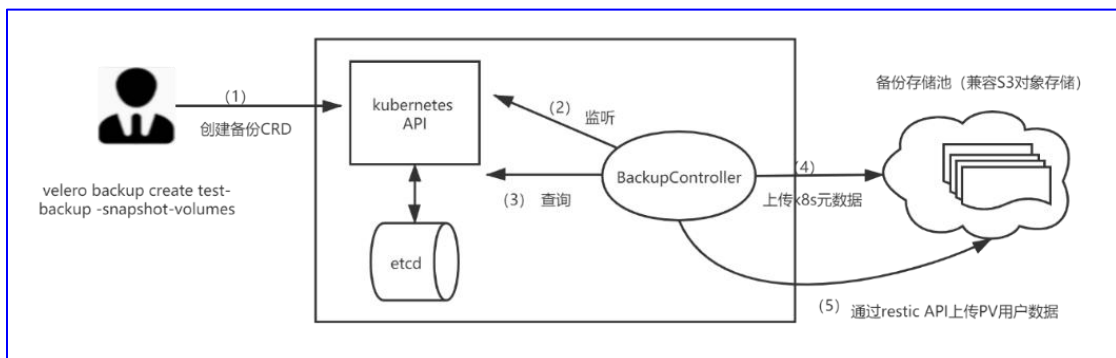 (1)
创建备份CRD
velero backup create test-
backup -snapshot-volumes
kubernetes
API
etcd
(2) 监听
(3) 查询
BackupController
(4)
上传k8s元数据
备份存储池（兼容S3对象存储）
(5) 通过restic API上传PV用户数据